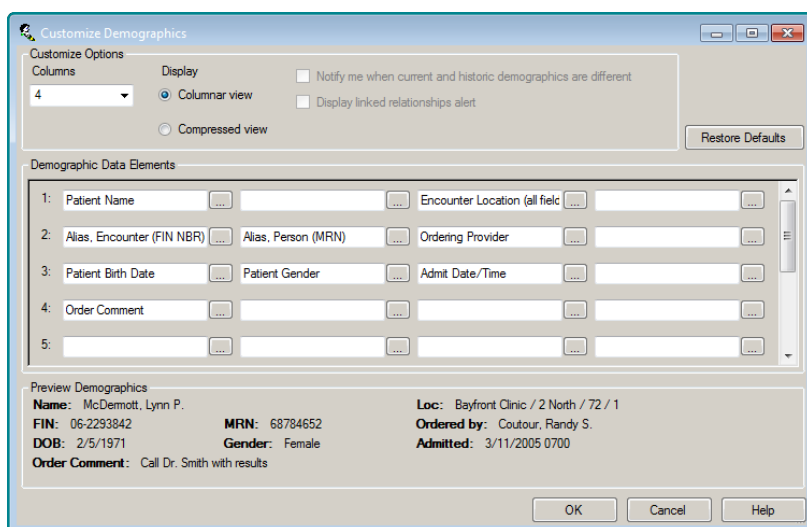 Customize Demographics
Customize Options
Columns Display
4
Columnar view
Compressed view
Notify me when current and historic demographics are different
Display linked relationships alert
Restore Defaults
Demographic Data Elements
1: Patient Name ... ... Encounter Location (all field ... ...
2: Alias, Encounter (FIN NBR) ... Alias, Person (MRN) ... Ordering Provider ... ...
3: Patient Birth Date ... Patient Gender ... Admit Date/Time ... ...
4: Order Comment ... ... ... ...
5: ... ... ... ...
Preview Demographics
Name: McDermott, Lynn P. Loc: Bayfront Clinic / 2 North / 72 / 1
FIN: 06-2293842 MRN: 68784652 Ordered by: Coutour, Randy S.
DOB: 2/5/1971 Gender: Female Admitted: 3/11/2005 0700
Order Comment: Call Dr. Smith with results
OK Cancel Help